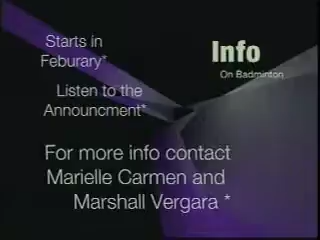 Starts in
Feburary*
Listen to the
Announcment*
Info
On Badminton
For more info contact
Marielle Carmen and
Marshall Vergara *